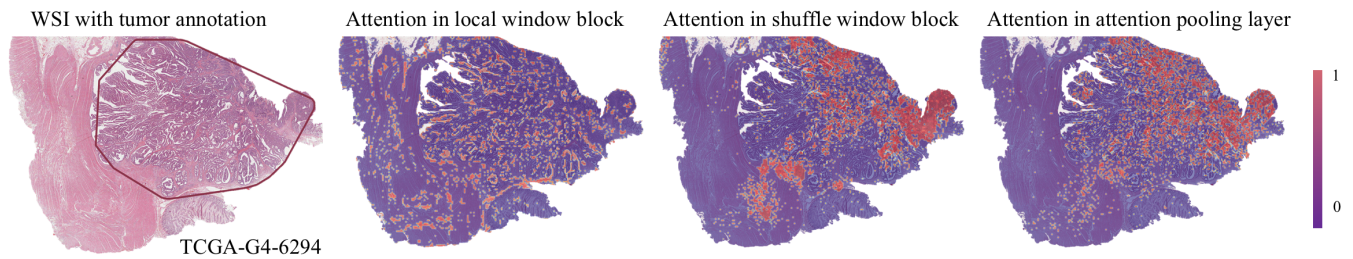 WSI with tumor annotation
Attention in local window block
Attention in shuffle window block
Attention in attention pooling layer
1
0
TCGA-G4-6294